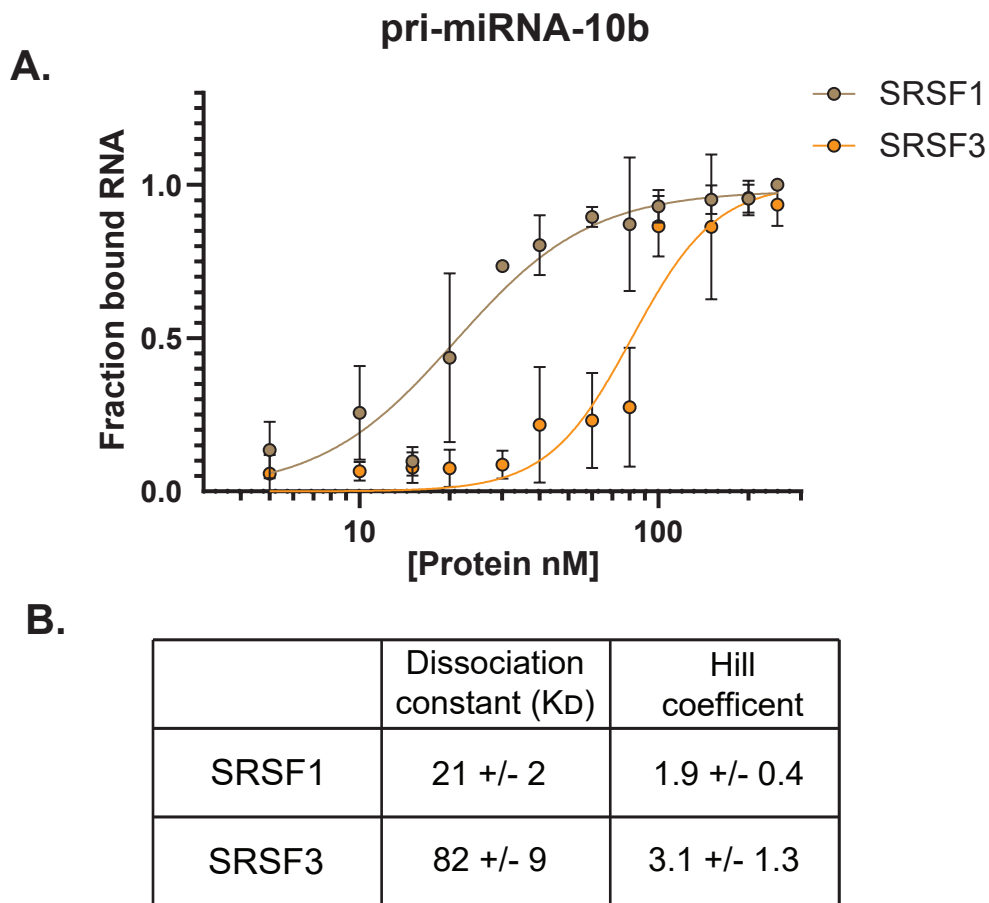 pri-miRNA-10b
A.
SRSF1
SRSF3
Fraction bound RNA
1.0
0.5
0.0
10
100
[Protein nM]
B.
Dissociation
constant (KD)
Hill
coefficent
SRSF1
21 +/- 2
1.9 +/- 0.4
SRSF3
82 +/- 9
3.1 +/- 1.3